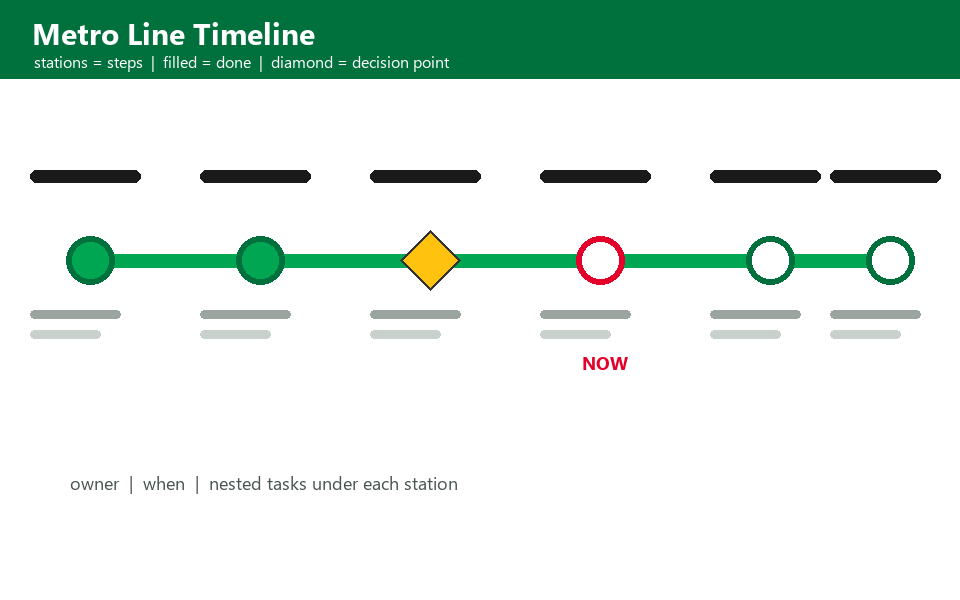 Metro Line Timeline
stations = steps | filled = done | diamond = decision point
NOW
owner | when | nested tasks under each station